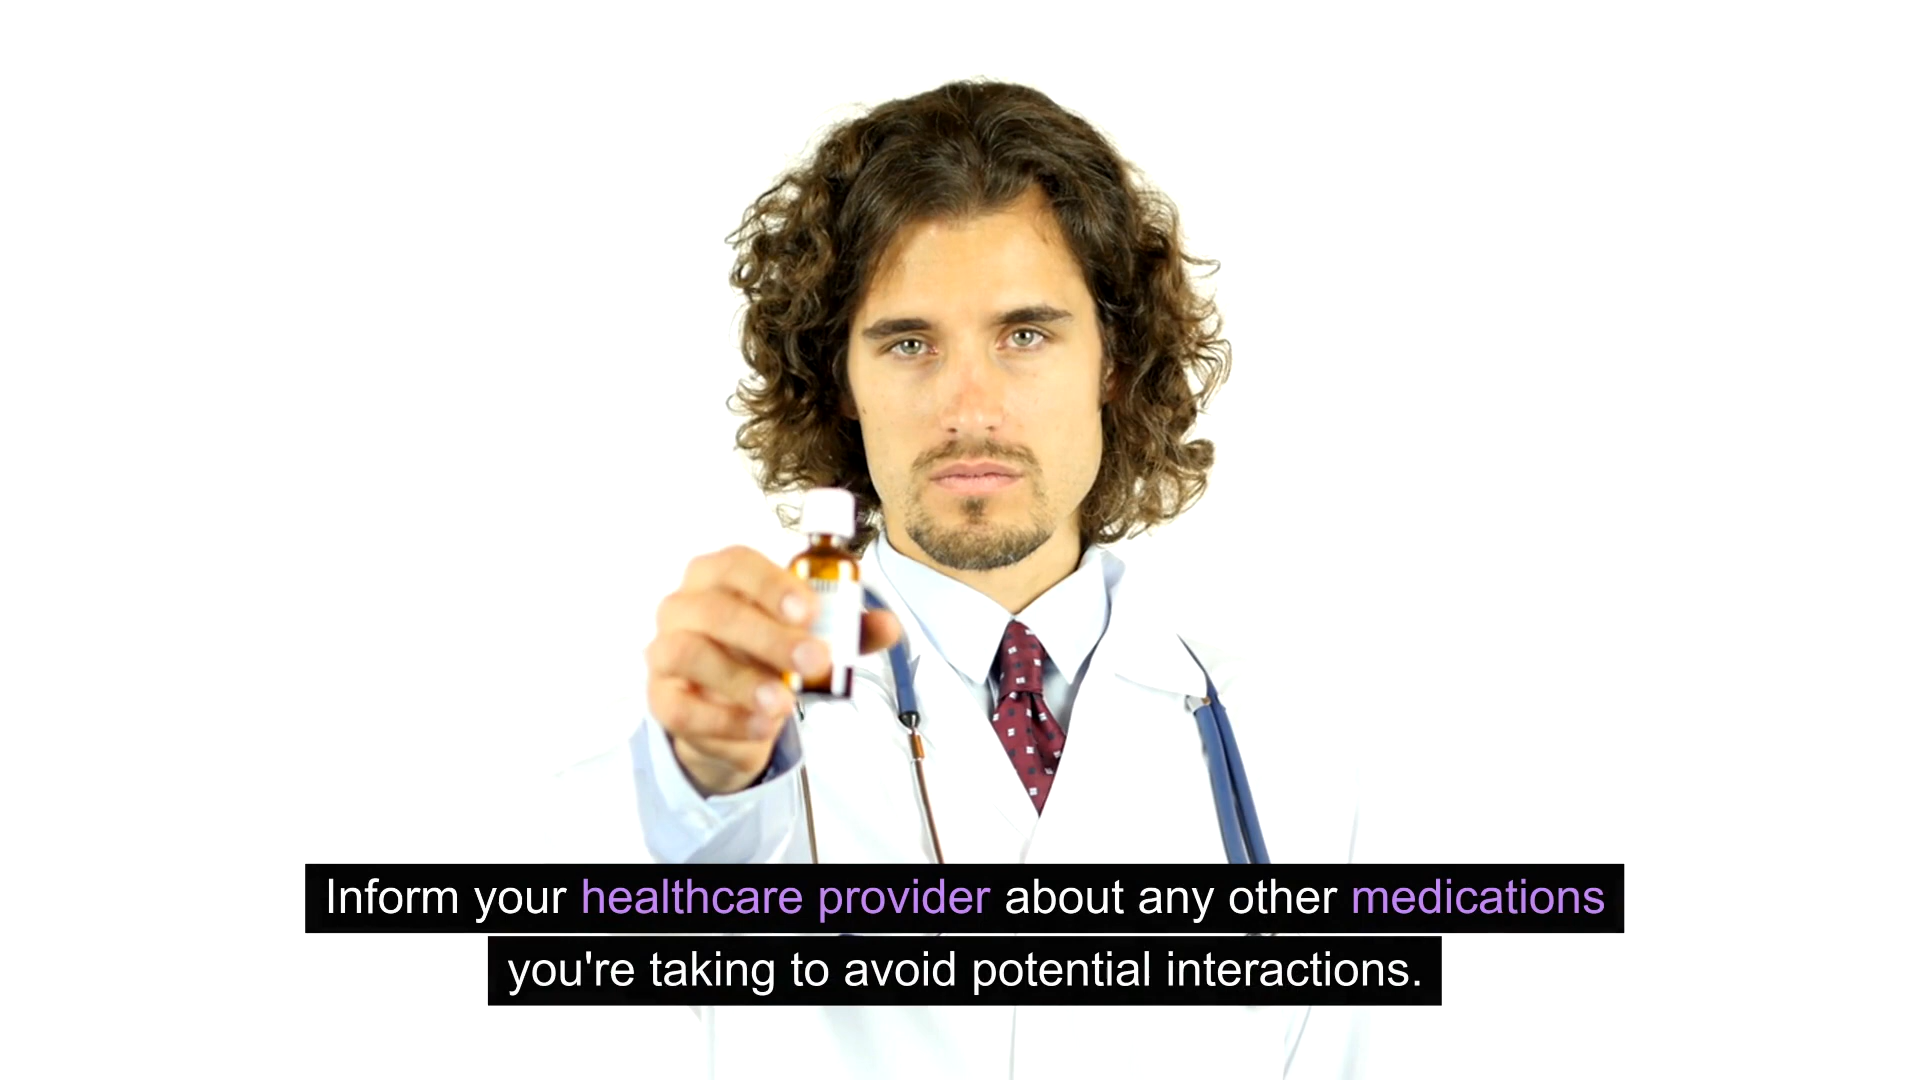 Inform your healthcare provider about any other medications
you're taking to avoid potential interactions.